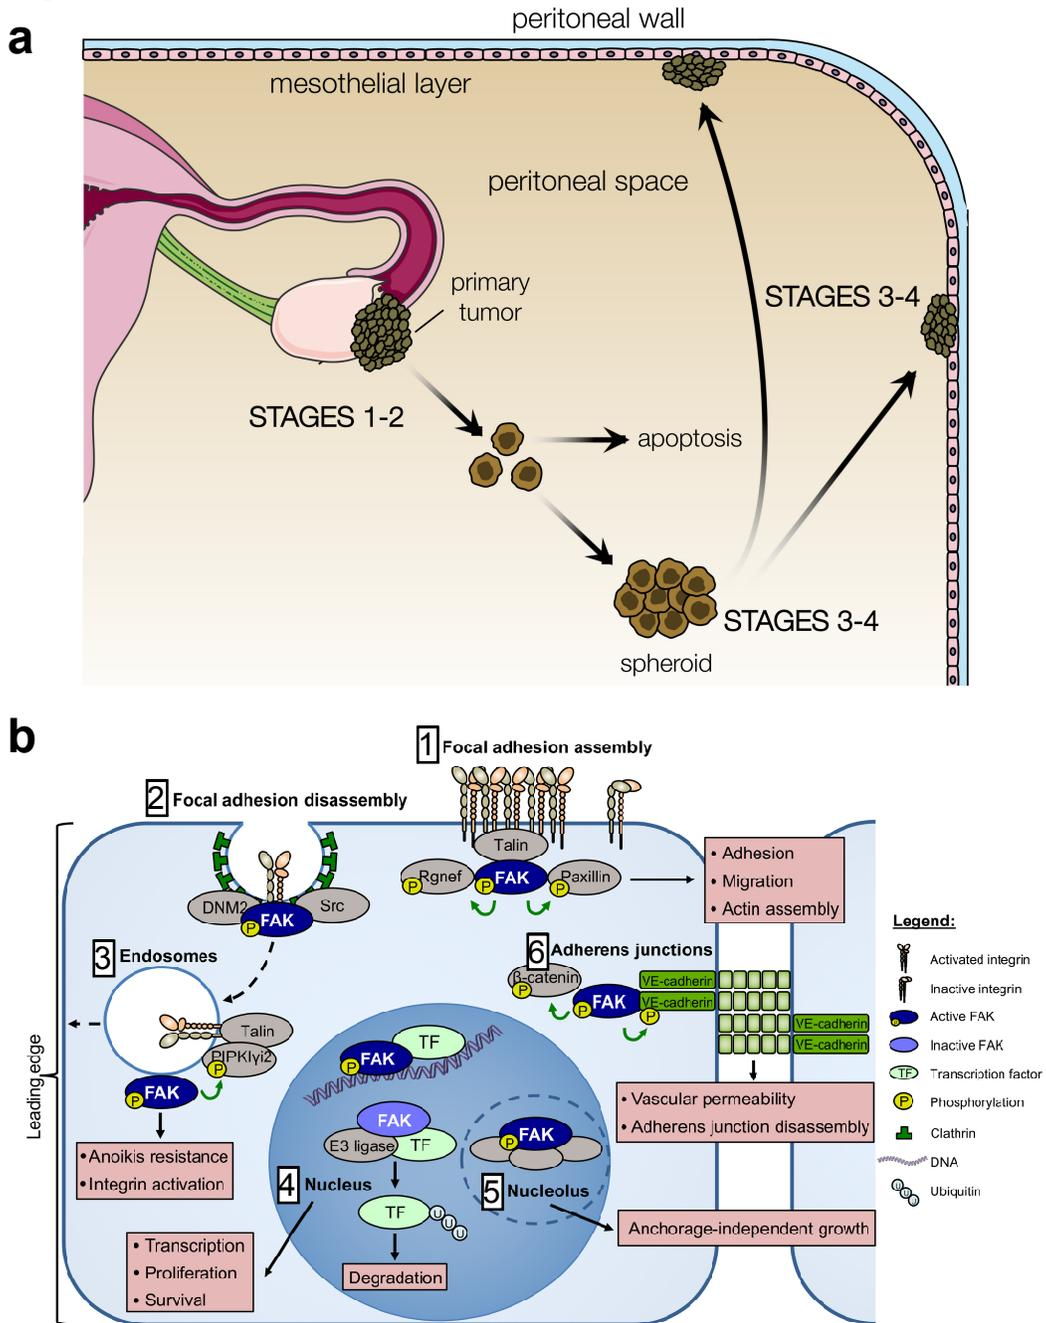 a
peritoneal wall
mesothelial layer
peritoneal space
primary
tumor
STAGES 3-4
STAGES 1-2
apoptosis
STAGES 3-4
spheroid
b
1 Focal adhesion assembly
2 Focal adhesion disassembly
Talin
Rgnef
P
P
FAK
P
Paxillin
• Adhesion
• Migration
• Actin assembly
DNM2
P
FAK
Src
3 Endosomes
Talin
PIPKIγi2
P
P
FAK
• Anoikis resistance
• Integrin activation
Leading edge
6 Adherens junctions
β-catenin
P
P
FAK
P
VE-cadherin
VE-cadherin
VE-cadherin
VE-cadherin
• Vascular permeability
• Adherens junction disassembly
P
FAK
TF
FAK
E3 ligase
TF
4 Nucleus
TF
U
U
U
Degradation
• Transcription
• Proliferation
• Survival
P
FAK
5 Nucleolus
Anchorage-independent growth
Legend:
Activated integrin
Inactive integrin
Active FAK
Inactive FAK
TF Transcription factor
P Phosphorylation
Clathrin
DNA
U U U Ubiquitin